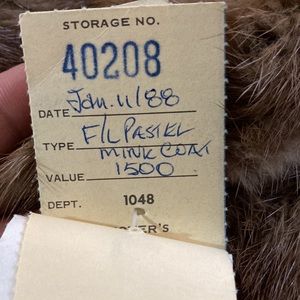 STORAGE NO.
40208
DATE Jan. 11/88
TYPE F/L PASTEL
MINK COAT
VALUE 1500
DEPT. 1048